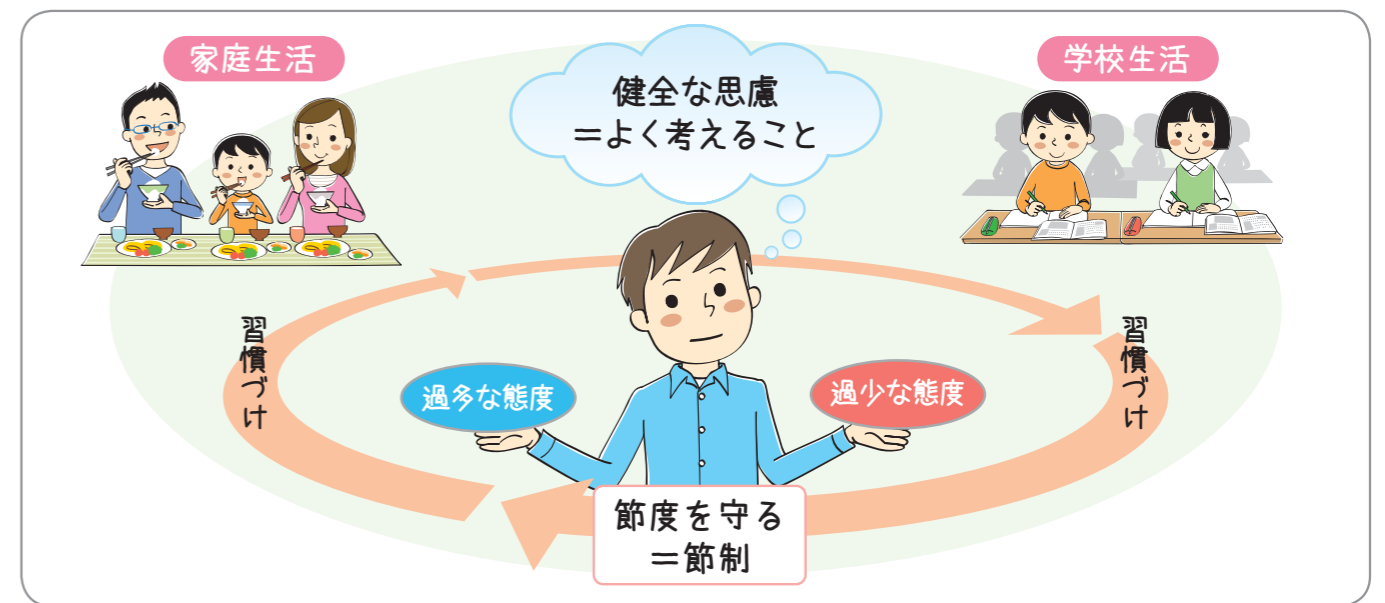 家庭生活
健全な思慮
=よく考えること
学校生活
習慣づけ
過多な態度
過少な態度
習慣づけ
節度を守る
=節制